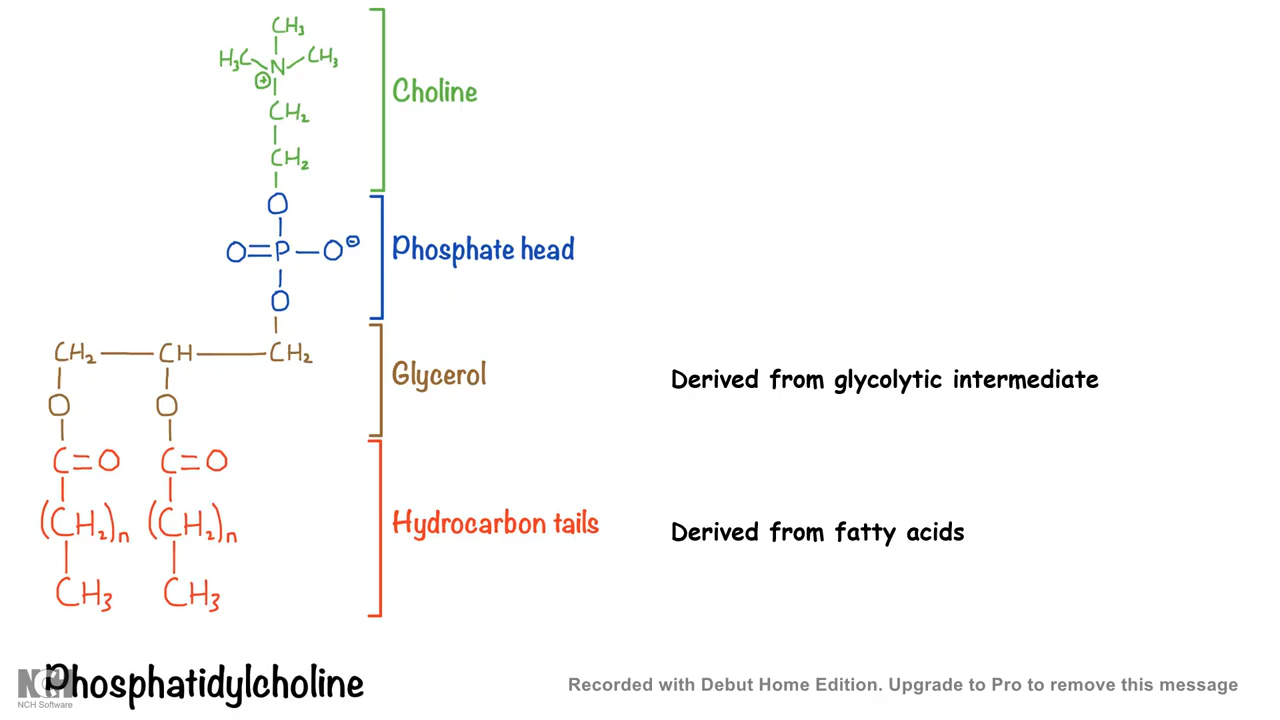 CH₃
H₃C CH₃
N
⊕
CH₂
CH₂
Choline
O
O=P—O⊖
O
Phosphate head
CH₂—CH—CH₂
O O
Glycerol
Derived from glycolytic intermediate
C=O C=O
(CH₂)n (CH₂)n
CH₃ CH₃
Hydrocarbon tails
Derived from fatty acids
Phosphatidylcholine
NCH
NCH Software
Recorded with Debut Home Edition. Upgrade to Pro to remove this message